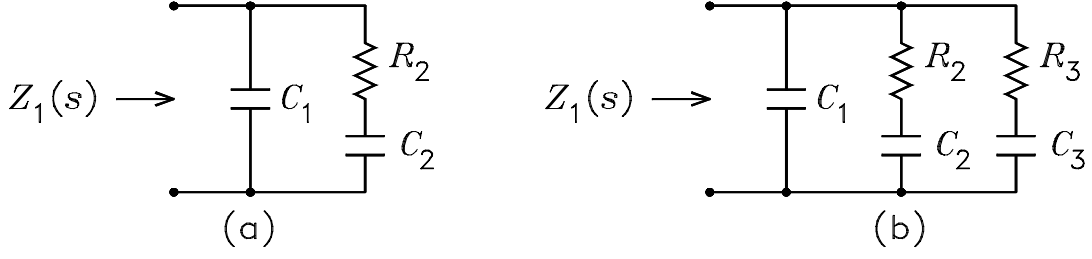 Z₁(s)
C₁
R₂
C₂
(a)
Z₁(s)
C₁
R₂
C₂
R₃
C₃
(b)